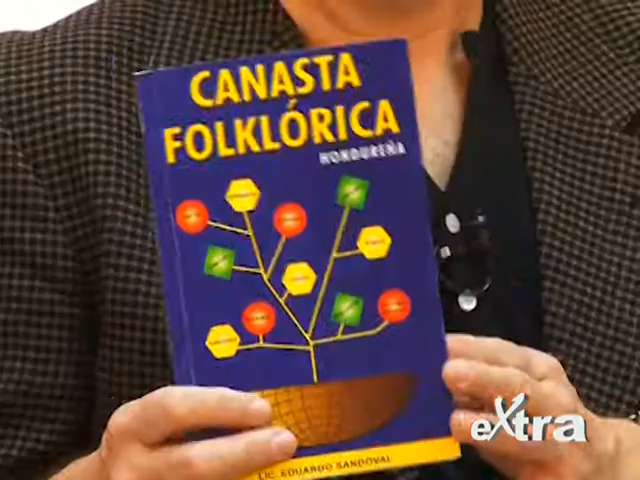 CANASTA
FOLKLÓRICA
HONDUREÑA
LIC. EDUARDO SANDOVAL
eXtra